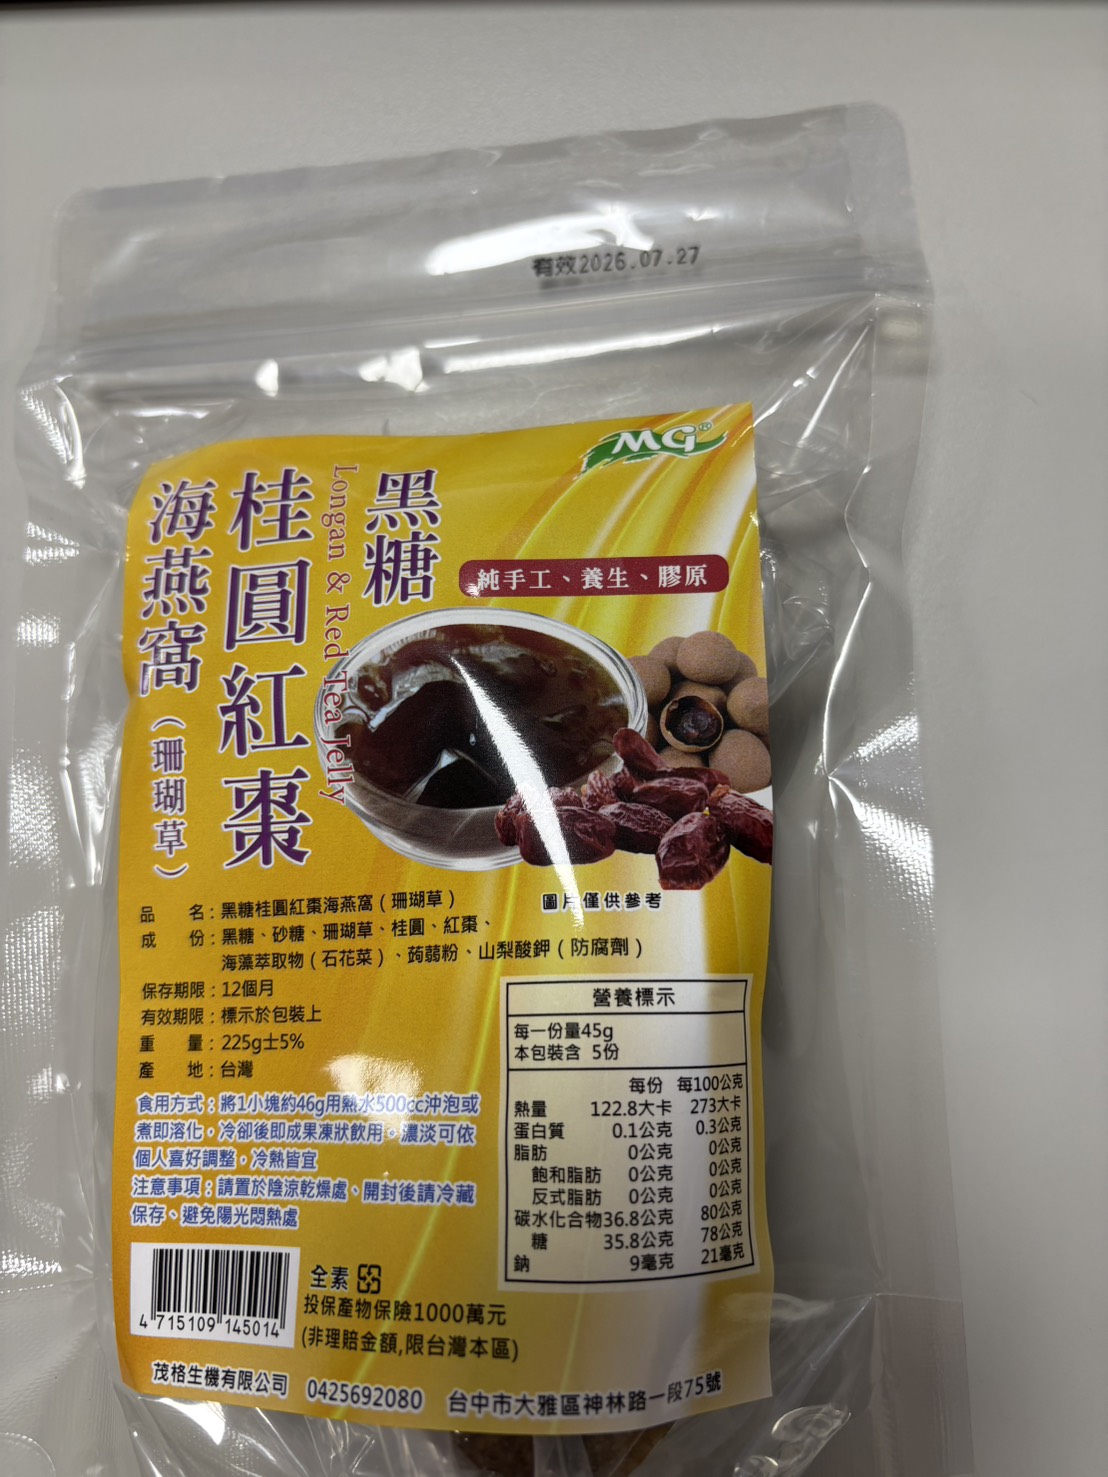 有效2026.07.27
MG®
黑糖
Longan & Red Tea Jelly
桂圓紅棗
海燕窩(珊瑚草)
純手工、養生、膠原
圖片僅供參考
品　名:黑糖桂圓紅棗海燕窩(珊瑚草)
成　份:黑糖、砂糖、珊瑚草、桂圓、紅棗、
海藻萃取物(石花菜)、蒟蒻粉、山梨酸鉀(防腐劑)
保存期限:12個月
有效期限:標示於包裝上
重　量:225g±5%
產　地:台灣
食用方式:將1小塊約46g用熱水500cc沖泡或
煮即溶化,冷卻後即成果凍狀飲用。濃淡可依
個人喜好調整,冷熱皆宜
注意事項:請置於陰涼乾燥處、開封後請冷藏
保存、避免陽光悶熱處
營養標示
每一份量45g
本包裝含 5份
每份 每100公克
熱量 122.8大卡 273大卡
蛋白質 0.1公克 0.3公克
脂肪 0公克 0公克
飽和脂肪 0公克 0公克
反式脂肪 0公克 0公克
碳水化合物36.8公克 80公克
糖 35.8公克 78公克
鈉 9毫克 21毫克
4 715109 145014
全素
投保產物保險1000萬元
(非理賠金額,限台灣本區)
茂格生機有限公司 0425692080 台中市大雅區神林路一段75號